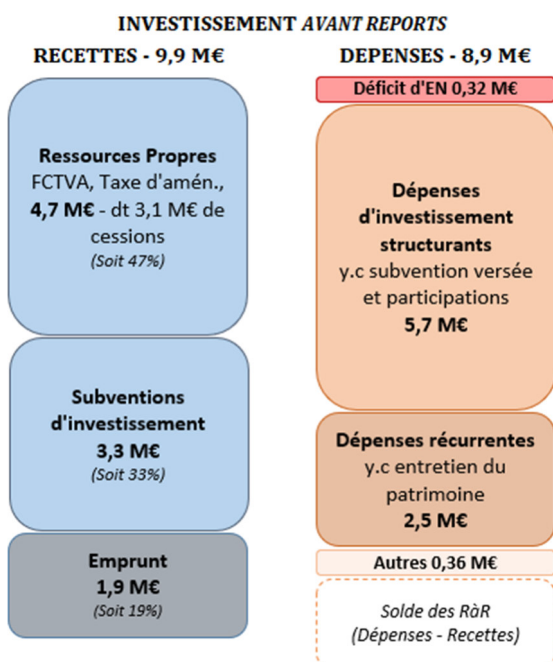 INVESTISSEMENT AVANT REPORTS
RECETTES - 9,9 M€
Ressources Propres
FCTVA, Taxe d'amén.,
4,7 M€ - dt 3,1 M€ de
cessions
(Soit 47%)
Subventions
d'investissement
3,3 M€
(Soit 33%)
Emprunt
1,9 M€
(Soit 19%)
DEPENSES - 8,9 M€
Déficit d'EN 0,32 M€
Dépenses
d'investissement
structurants
y.c subvention versée
et participations
5,7 M€
Dépenses récurrentes
y.c entretien du
patrimoine
2,5 M€
Autres 0,36 M€
Solde des RàR
(Dépenses - Recettes)